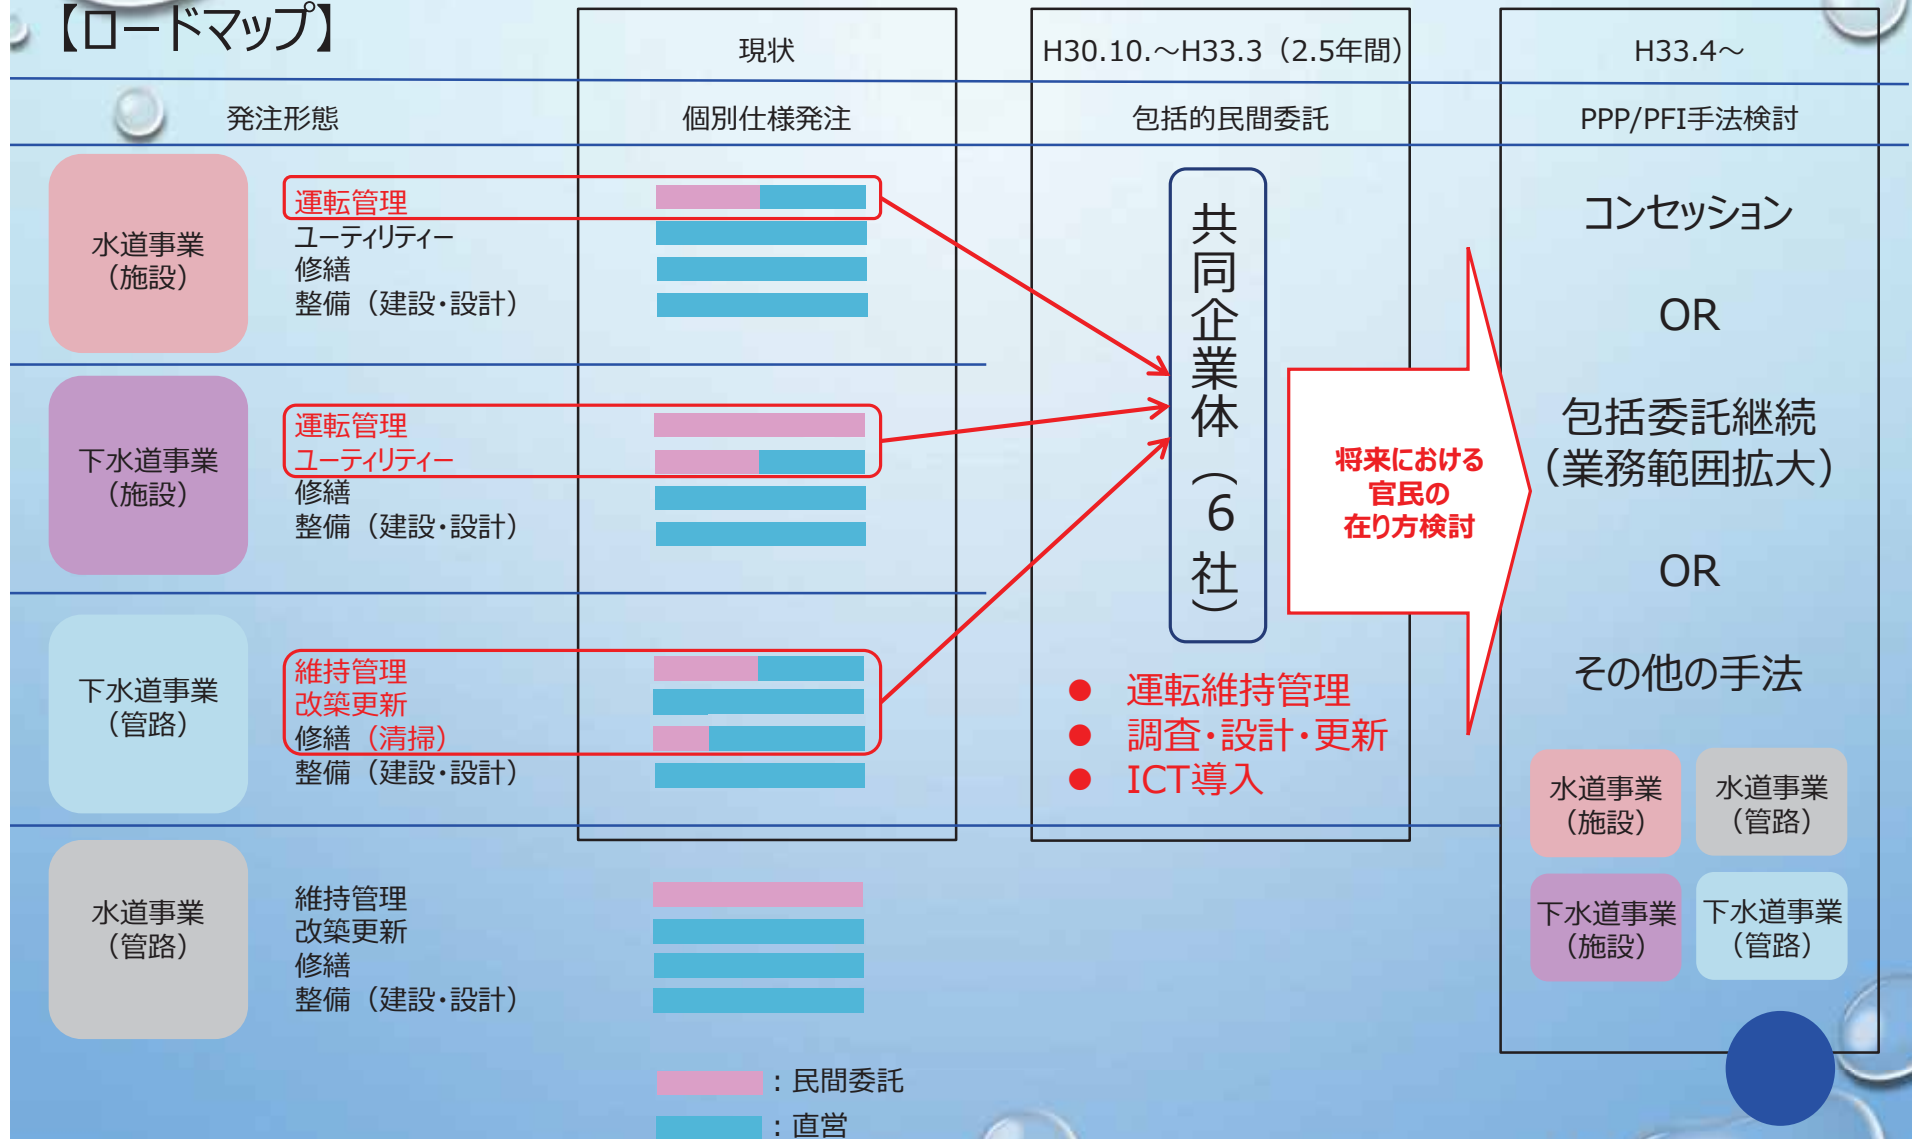 【ロードマップ】
現状
H30.10.～H33.3（2.5年間）
H33.4～
発注形態
個別仕様発注
包括的民間委託
PPP/PFI手法検討
水道事業
（施設）
運転管理
ユーティリティー
修繕
整備（建設・設計）
下水道事業
（施設）
運転管理
ユーティリティー
修繕
整備（建設・設計）
下水道事業
（管路）
維持管理
改築更新
修繕（清掃）
整備（建設・設計）
水道事業
（管路）
維持管理
改築更新
修繕
整備（建設・設計）
：民間委託
：直営
共同企業体（６社）
● 運転維持管理
● 調査・設計・更新
● ICT導入
将来における
官民の
在り方検討
コンセッション
OR
包括委託継続
（業務範囲拡大）
OR
その他の手法
水道事業
（施設）
水道事業
（管路）
下水道事業
（施設）
下水道事業
（管路）